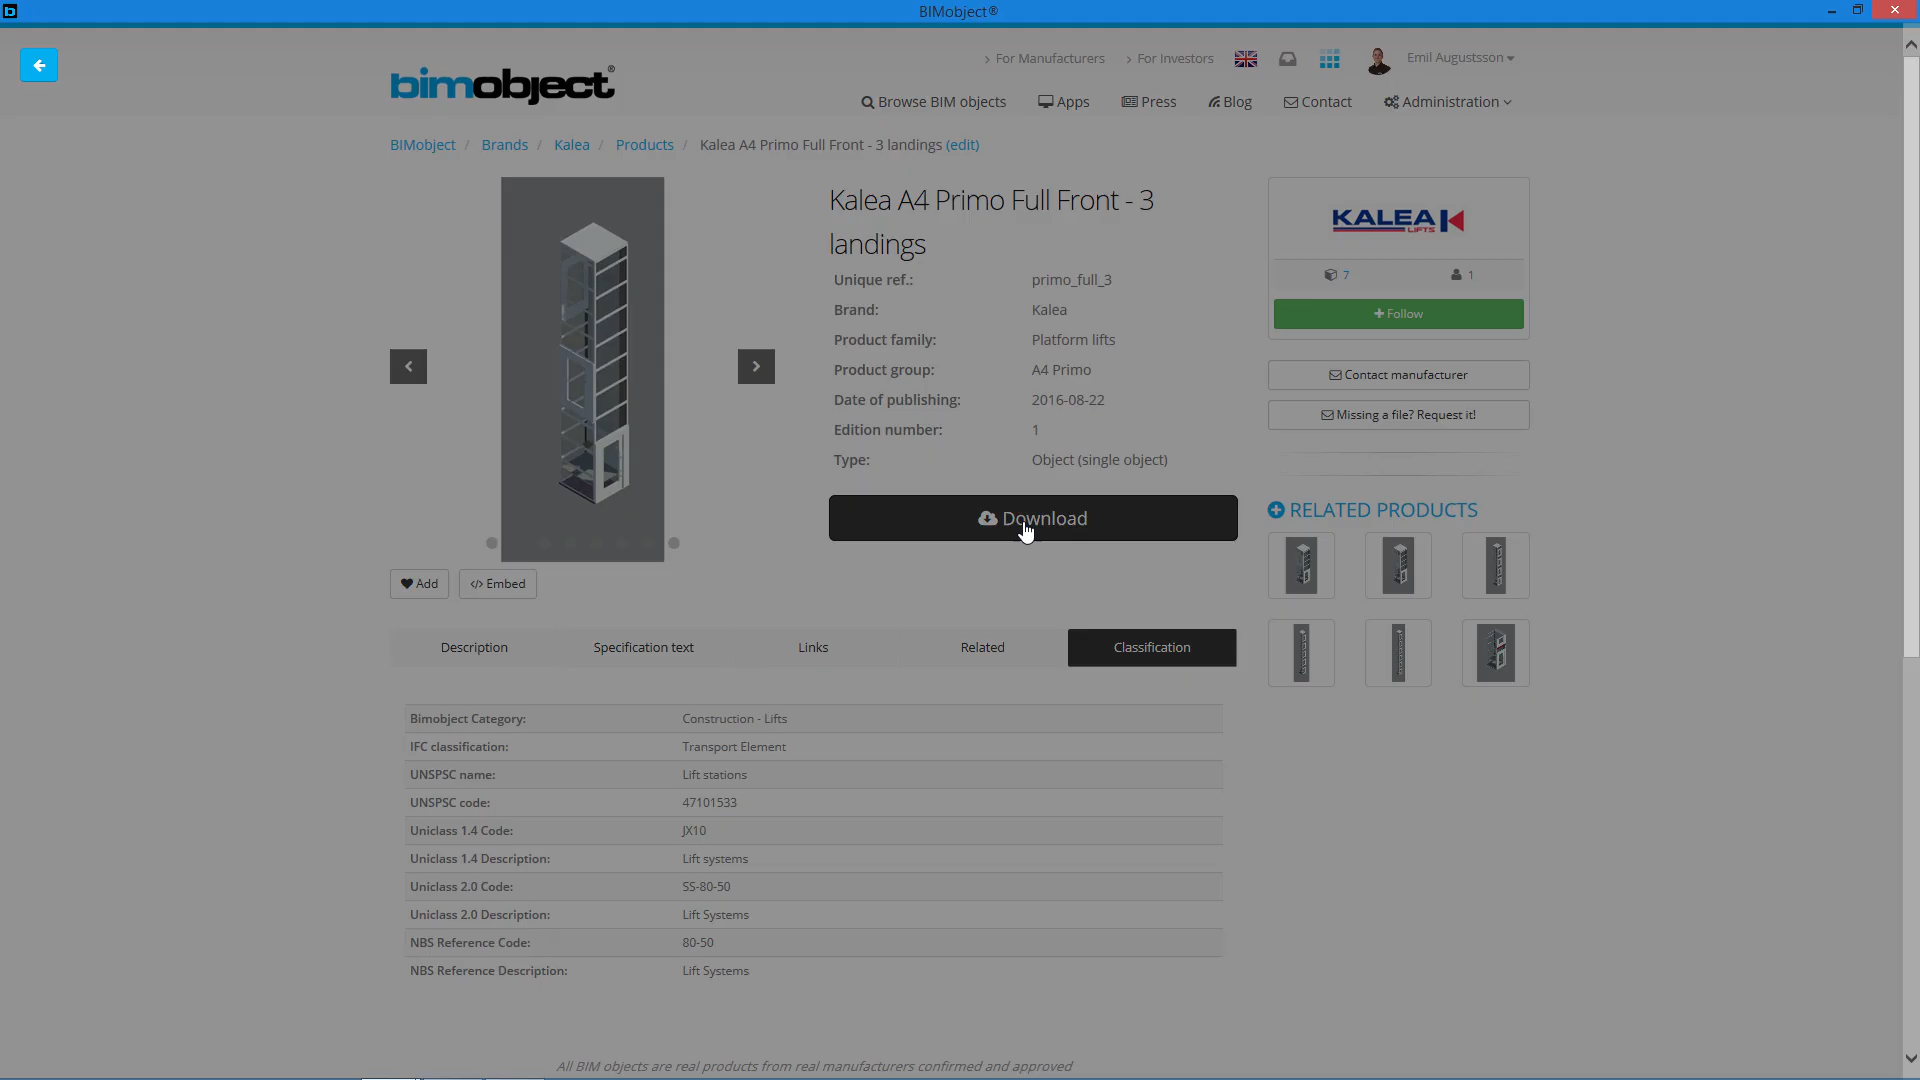 BIMobject®
For Manufacturers
For Investors
Emil Augustsson
bimobject®
Browse BIM objects
Apps
Press
Blog
Contact
Administration
BIMobject / Brands / Kalea / Products / Kalea A4 Primo Full Front - 3 landings (edit)
Kalea A4 Primo Full Front - 3
landings
Unique ref.: primo_full_3
Brand: Kalea
Product family: Platform lifts
Product group: A4 Primo
Date of publishing: 2016-08-22
Edition number: 1
Type: Object (single object)
Download
KALEA
LIFTS
7 1
Follow
Contact manufacturer
Missing a file? Request it!
RELATED PRODUCTS
Add
</> Embed
Description Specification text Links Related Classification
Bimobject Category: Construction - Lifts
IFC classification: Transport Element
UNSPSC name: Lift stations
UNSPSC code: 47101533
Uniclass 1.4 Code: JX10
Uniclass 1.4 Description: Lift systems
Uniclass 2.0 Code: SS-80-50
Uniclass 2.0 Description: Lift Systems
NBS Reference Code: 80-50
NBS Reference Description: Lift Systems
All BIM objects are real products from real manufacturers confirmed and approved